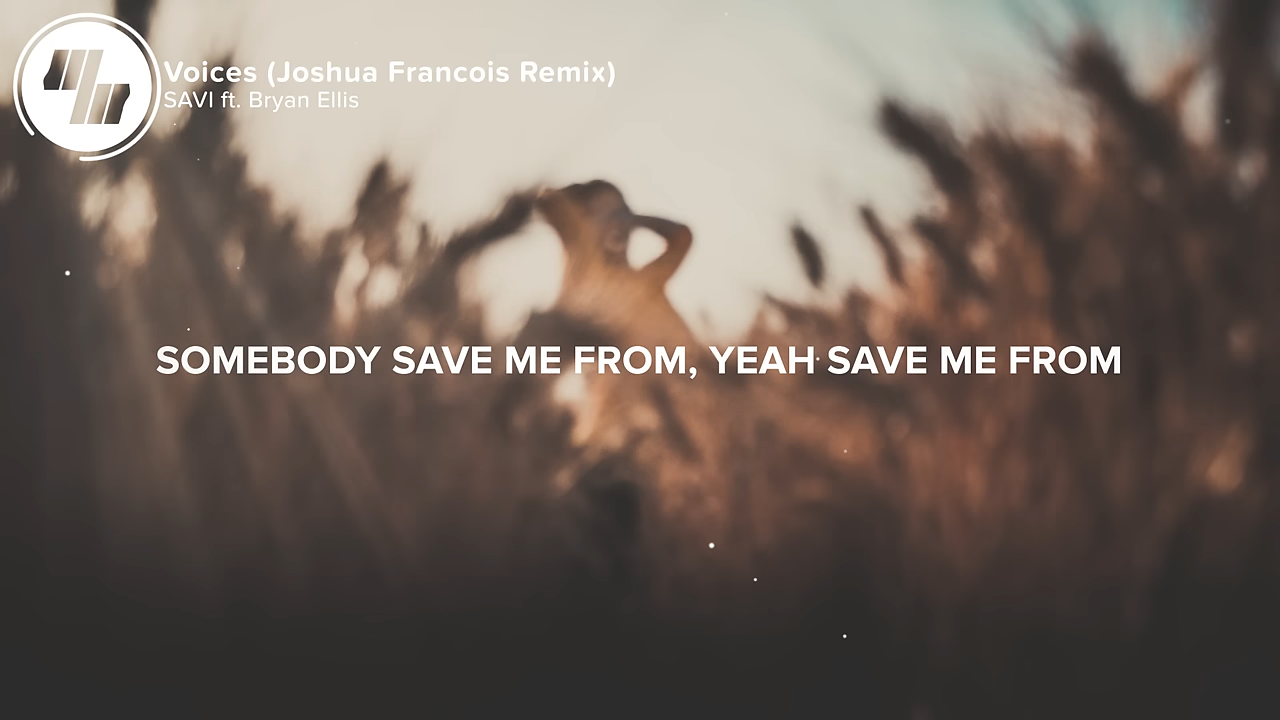 Voices (Joshua Francois Remix)
SAVI ft. Bryan Ellis
SOMEBODY SAVE ME FROM, YEAH SAVE ME FROM